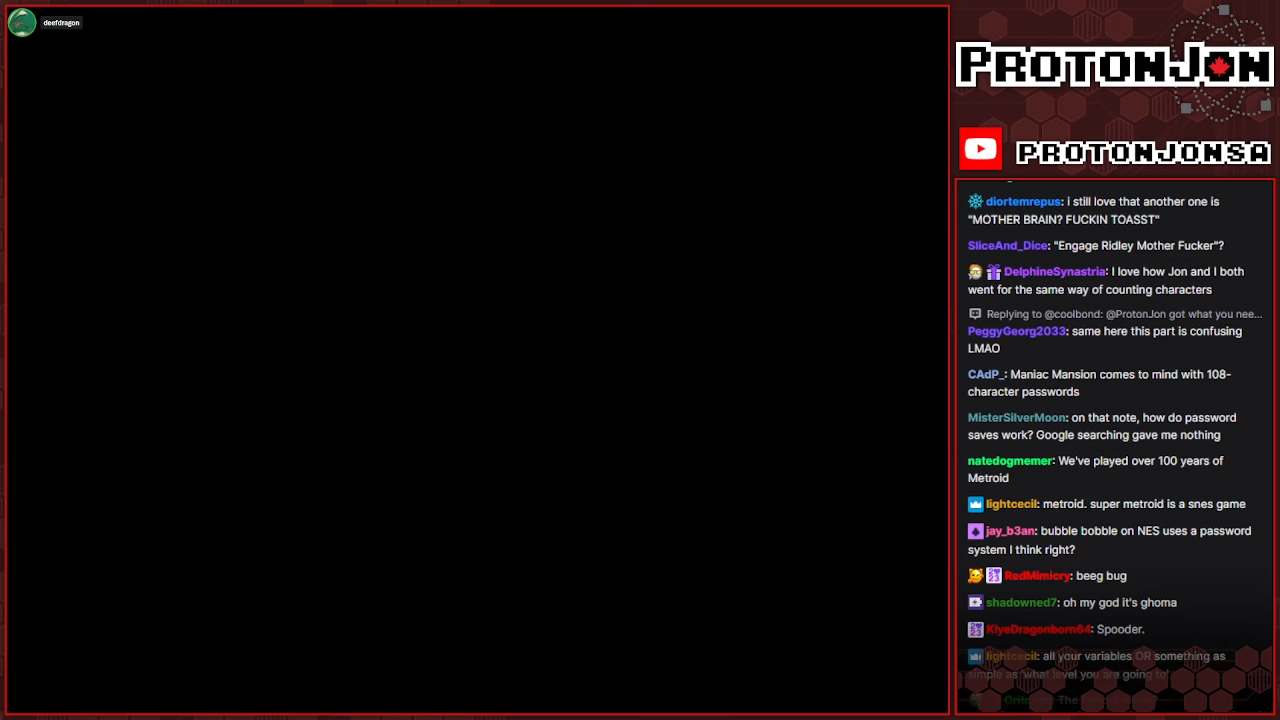 deefdragon
PROTONJON
PROTONJONSA
diortemrepus: i still love that another one is
"MOTHER BRAIN? FUCKIN TOASST"
SliceAnd_Dice: "Engage Ridley Mother Fucker"?
DelphineSynastria: I love how Jon and I both
went for the same way of counting characters
Replying to @coolbond: @ProtonJon got what you nee...
PeggyGeorg2033: same here this part is confusing
LMAO
CAdP_: Maniac Mansion comes to mind with 108-
character passwords
MisterSilverMoon: on that note, how do password
saves work? Google searching gave me nothing
natedogmemer: We've played over 100 years of
Metroid
lightcecil: metroid. super metroid is a snes game
jay_b3an: bubble bobble on NES uses a password
system I think right?
RedMimicry: beeg bug
shadowned7: oh my god it's ghoma
KlyeDragonborn64: Spooder.
lightcecil: all your variables OR something as
simple as "what level you are going to"
The